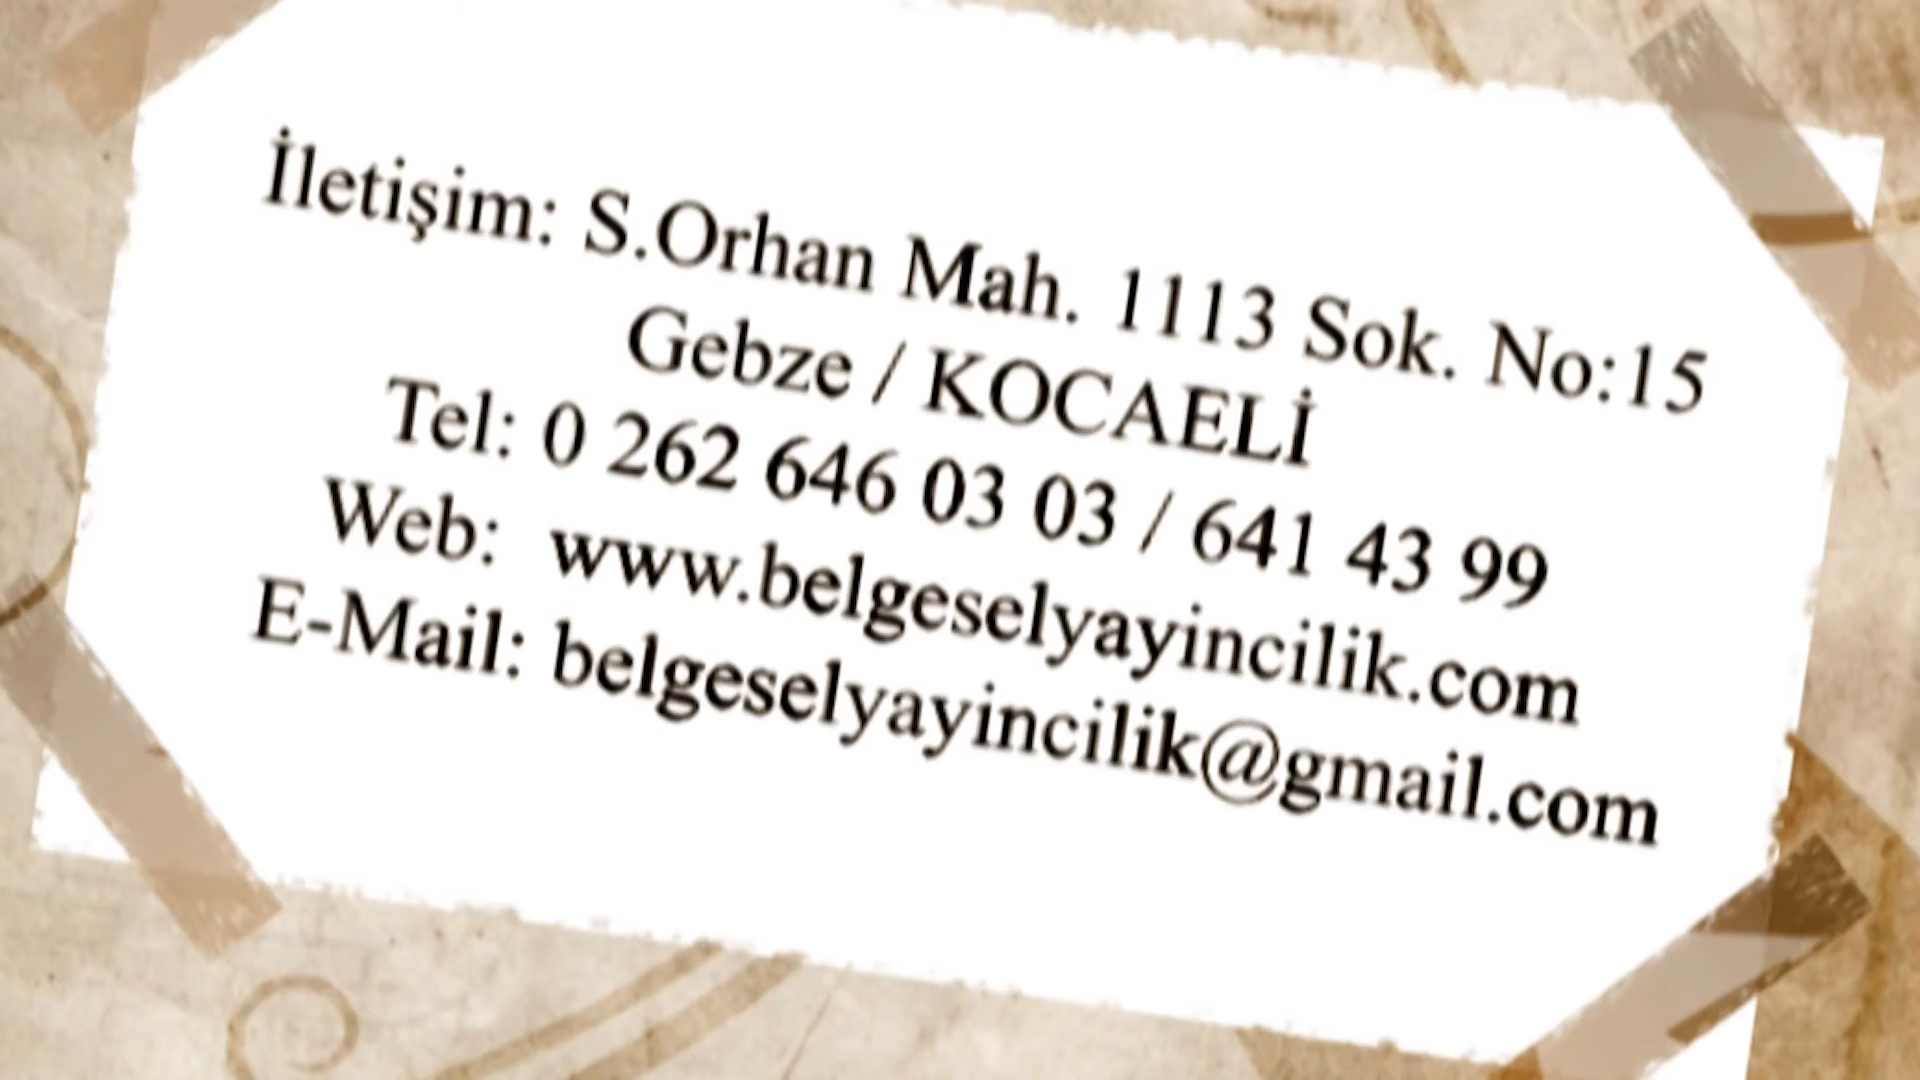 İletişim: S.Orhan Mah. 1113 Sok. No:15
Gebze / KOCAELİ
Tel: 0 262 646 03 03 / 641 43 99
Web: www.belgeselyayincilik.com
E-Mail: belgeselyayincilik@gmail.com